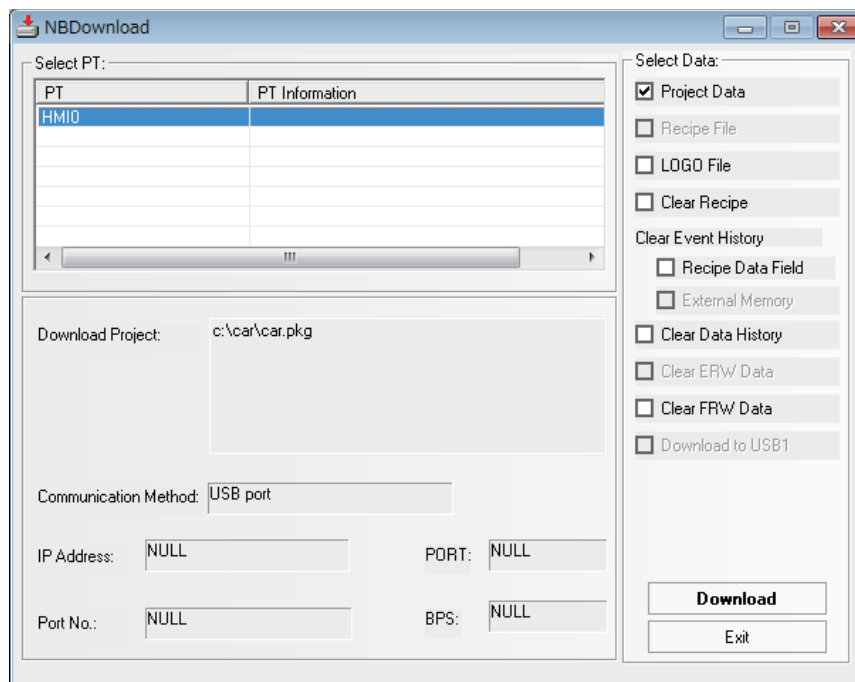 NBDownload
Select PT:
PT PT Information
HMI0
Download Project: c:\car\car.pkg
Communication Method: USB port
IP Address: NULL PORT: NULL
Port No.: NULL BPS: NULL
Select Data:
Project Data
Recipe File
LOGO File
Clear Recipe
Clear Event History
Recipe Data Field
External Memory
Clear Data History
Clear ERW Data
Clear FRW Data
Download to USB1
Download
Exit